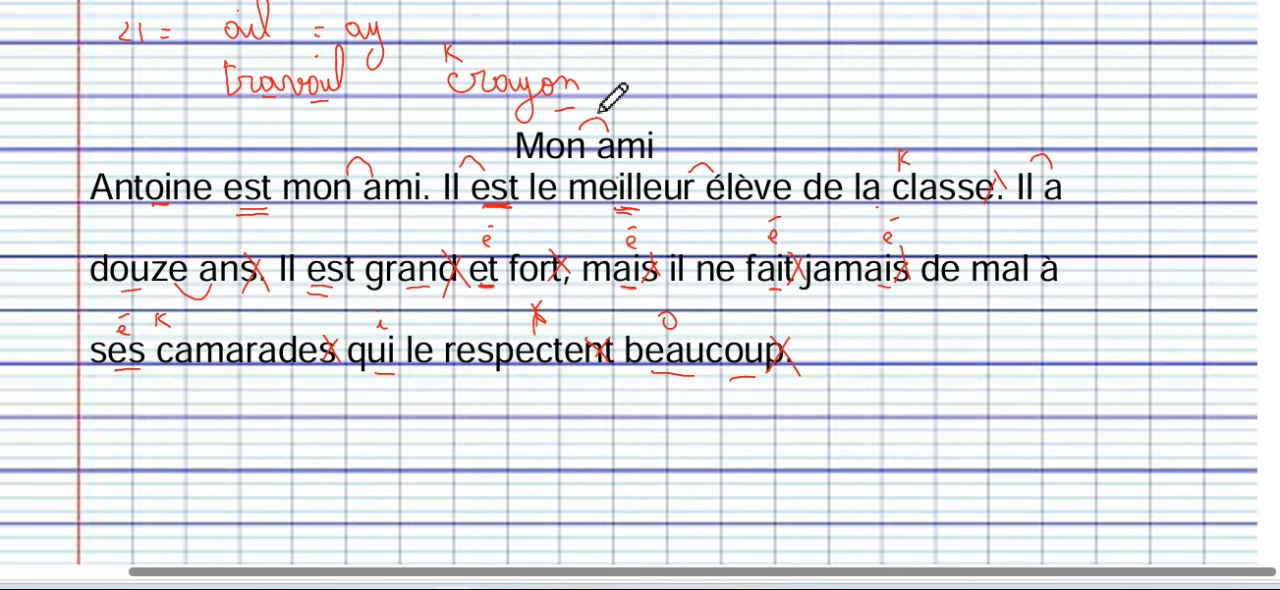 21 = ail = ay
travail K crayon
Mon ami
K
Antoine est mon ami. Il est le meilleur élève de la classe. Il a
é é é é
douze ans. Il est grand et fort, mais il ne fait jamais de mal à
é K i k o
ses camarades qui le respectent beaucoup.